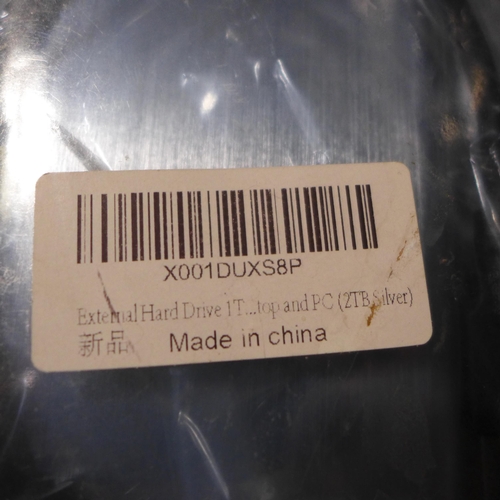 X001DUXS8P
External Hard Drive 1T...top and PC (2TB Silver)
新品 Made in china